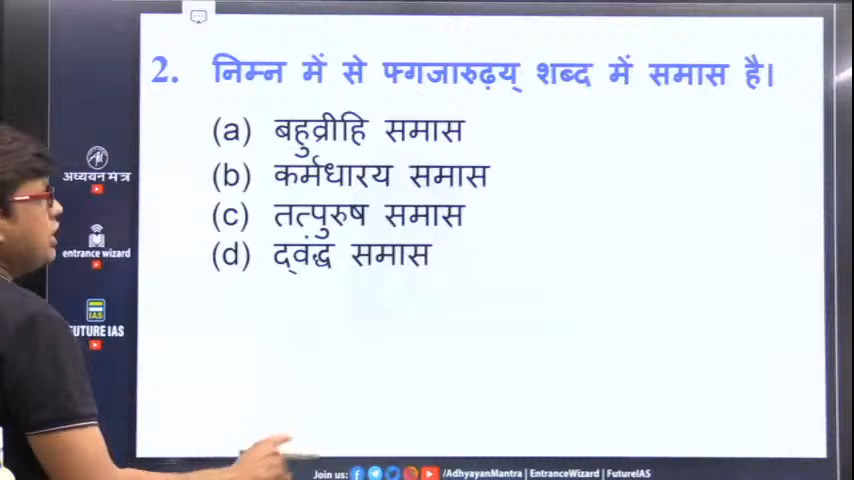 2. निम्न में से फ्गजारुढ़य् शब्द में समास है।
(a) बहुव्रीहि समास
(b) कर्मधारय समास
(c) तत्पुरुष समास
(d) द्वंद्ध समास
अध्ययन मंत्र
entrance wizard
IAS
FUTURE IAS
Join us: /AdhyayanMantra | EntranceWizard | FutureIAS